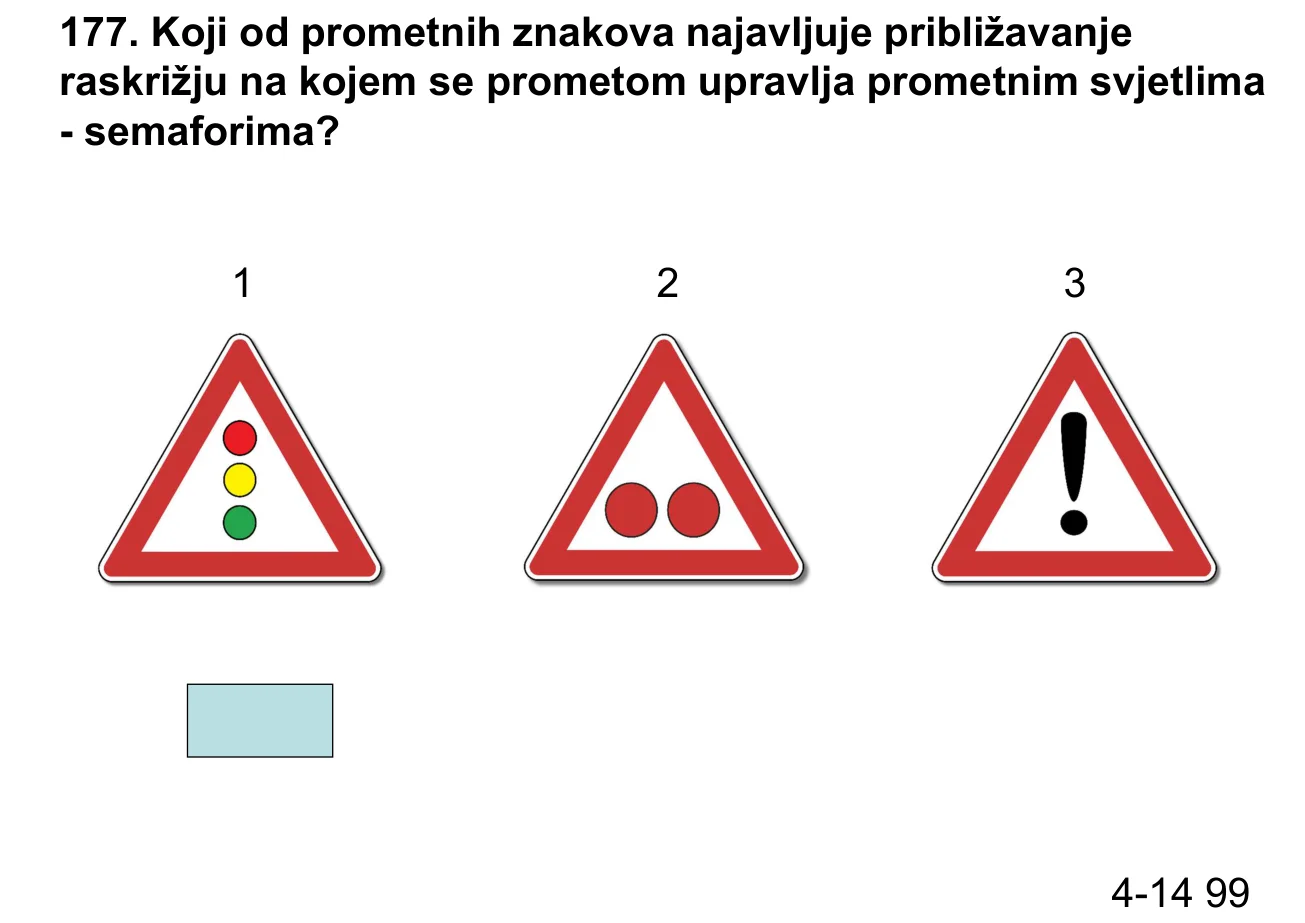 177. Koji od prometnih znakova najavljuje približavanje
raskrižju na kojem se prometom upravlja prometnim svjetlima
- semaforima?
1 2 3
!
4-14 99